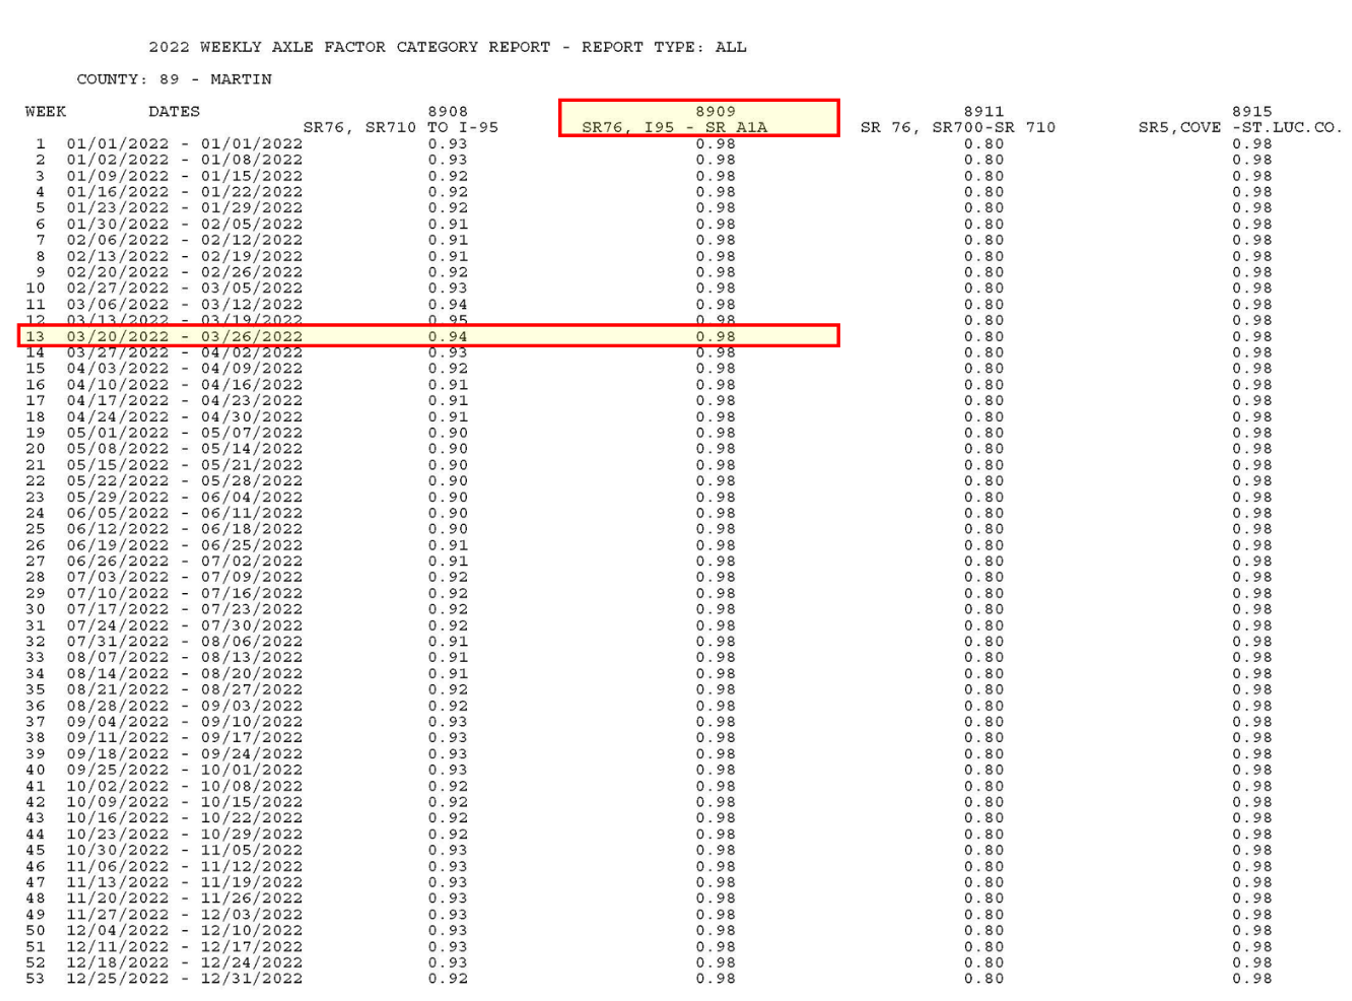 2022 WEEKLY AXLE FACTOR CATEGORY REPORT - REPORT TYPE: ALL
COUNTY: 89 - MARTIN
WEEK DATES 8908 8909 8911 8915
SR76, SR710 TO I-95 SR76, I95 - SR A1A SR 76, SR700-SR 710 SR5,COVE -ST.LUC.CO.
1 01/01/2022 - 01/01/2022 0.93 0.98 0.80 0.98
2 01/02/2022 - 01/08/2022 0.93 0.98 0.80 0.98
3 01/09/2022 - 01/15/2022 0.92 0.98 0.80 0.98
4 01/16/2022 - 01/22/2022 0.92 0.98 0.80 0.98
5 01/23/2022 - 01/29/2022 0.92 0.98 0.80 0.98
6 01/30/2022 - 02/05/2022 0.91 0.98 0.80 0.98
7 02/06/2022 - 02/12/2022 0.91 0.98 0.80 0.98
8 02/13/2022 - 02/19/2022 0.91 0.98 0.80 0.98
9 02/20/2022 - 02/26/2022 0.92 0.98 0.80 0.98
10 02/27/2022 - 03/05/2022 0.93 0.98 0.80 0.98
11 03/06/2022 - 03/12/2022 0.94 0.98 0.80 0.98
12 03/13/2022 - 03/19/2022 0.95 0.98 0.80 0.98
13 03/20/2022 - 03/26/2022 0.94 0.98 0.80 0.98
14 03/27/2022 - 04/02/2022 0.93 0.98 0.80 0.98
15 04/03/2022 - 04/09/2022 0.92 0.98 0.80 0.98
16 04/10/2022 - 04/16/2022 0.91 0.98 0.80 0.98
17 04/17/2022 - 04/23/2022 0.91 0.98 0.80 0.98
18 04/24/2022 - 04/30/2022 0.91 0.98 0.80 0.98
19 05/01/2022 - 05/07/2022 0.90 0.98 0.80 0.98
20 05/08/2022 - 05/14/2022 0.90 0.98 0.80 0.98
21 05/15/2022 - 05/21/2022 0.90 0.98 0.80 0.98
22 05/22/2022 - 05/28/2022 0.90 0.98 0.80 0.98
23 05/29/2022 - 06/04/2022 0.90 0.98 0.80 0.98
24 06/05/2022 - 06/11/2022 0.90 0.98 0.80 0.98
25 06/12/2022 - 06/18/2022 0.90 0.98 0.80 0.98
26 06/19/2022 - 06/25/2022 0.91 0.98 0.80 0.98
27 06/26/2022 - 07/02/2022 0.91 0.98 0.80 0.98
28 07/03/2022 - 07/09/2022 0.92 0.98 0.80 0.98
29 07/10/2022 - 07/16/2022 0.92 0.98 0.80 0.98
30 07/17/2022 - 07/23/2022 0.92 0.98 0.80 0.98
31 07/24/2022 - 07/30/2022 0.92 0.98 0.80 0.98
32 07/31/2022 - 08/06/2022 0.91 0.98 0.80 0.98
33 08/07/2022 - 08/13/2022 0.91 0.98 0.80 0.98
34 08/14/2022 - 08/20/2022 0.91 0.98 0.80 0.98
35 08/21/2022 - 08/27/2022 0.92 0.98 0.80 0.98
36 08/28/2022 - 09/03/2022 0.92 0.98 0.80 0.98
37 09/04/2022 - 09/10/2022 0.93 0.98 0.80 0.98
38 09/11/2022 - 09/17/2022 0.93 0.98 0.80 0.98
39 09/18/2022 - 09/24/2022 0.93 0.98 0.80 0.98
40 09/25/2022 - 10/01/2022 0.93 0.98 0.80 0.98
41 10/02/2022 - 10/08/2022 0.92 0.98 0.80 0.98
42 10/09/2022 - 10/15/2022 0.92 0.98 0.80 0.98
43 10/16/2022 - 10/22/2022 0.92 0.98 0.80 0.98
44 10/23/2022 - 10/29/2022 0.92 0.98 0.80 0.98
45 10/30/2022 - 11/05/2022 0.93 0.98 0.80 0.98
46 11/06/2022 - 11/12/2022 0.93 0.98 0.80 0.98
47 11/13/2022 - 11/19/2022 0.93 0.98 0.80 0.98
48 11/20/2022 - 11/26/2022 0.93 0.98 0.80 0.98
49 11/27/2022 - 12/03/2022 0.93 0.98 0.80 0.98
50 12/04/2022 - 12/10/2022 0.93 0.98 0.80 0.98
51 12/11/2022 - 12/17/2022 0.93 0.98 0.80 0.98
52 12/18/2022 - 12/24/2022 0.93 0.98 0.80 0.98
53 12/25/2022 - 12/31/2022 0.92 0.98 0.80 0.98